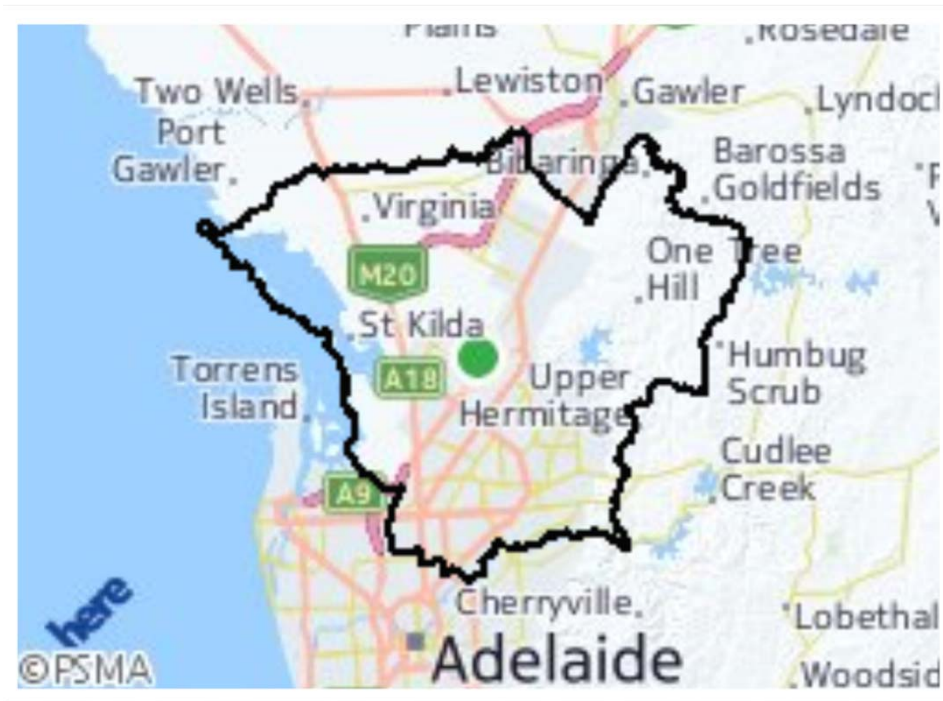 Plains
Rosedale
Two Wells
Lewiston
Gawler
Lyndoch
Port
Gawler
Bibaringa
Barossa
Goldfields
Virginia
One Tree
Hill
M20
St Kilda
Torrens
Island
A18
Upper
Hermitage
Humbug
Scrub
Cudlee
Creek
A9
here
Cherryville
Lobethal
©PSMA
Adelaide
Woodsid